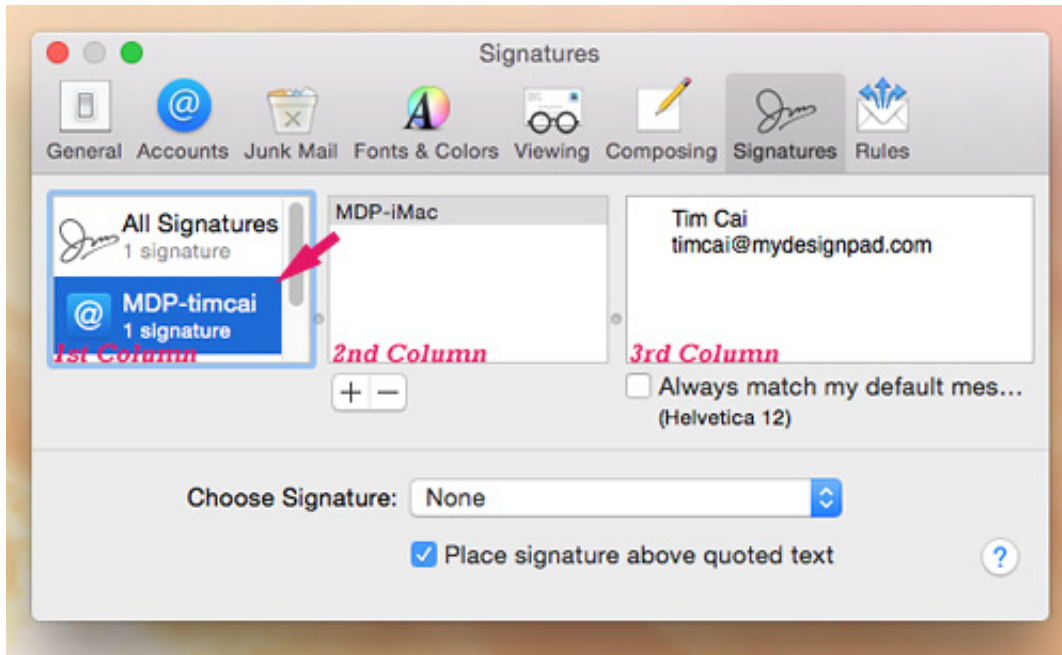 Signatures
General Accounts Junk Mail Fonts & Colors Viewing Composing Signatures Rules
All Signatures
1 signature
MDP-timcai
1 signature
1st Column
MDP-iMac
2nd Column
Tim Cai
timcai@mydesignpad.com
3rd Column
Always match my default mes...
(Helvetica 12)
Choose Signature: None
Place signature above quoted text
?